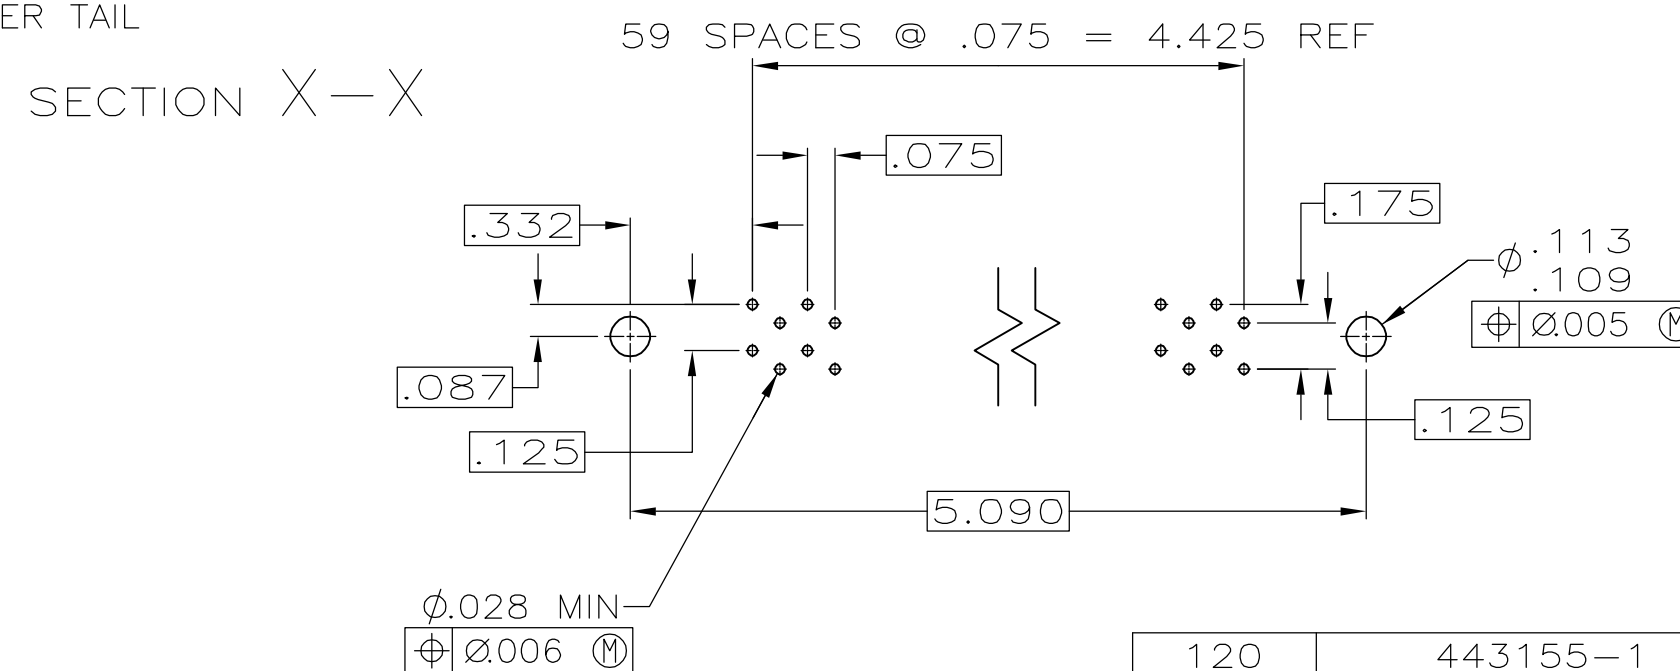 ER TAIL
59 SPACES @ .075 = 4.425 REF
SECTION X-X
.075
.332
.175
Ø .113
.109
⌖ Ø.005 Ⓜ
.087
.125
.125
5.090
Ø.028 MIN
⌖ Ø.006 Ⓜ
120 443155-1